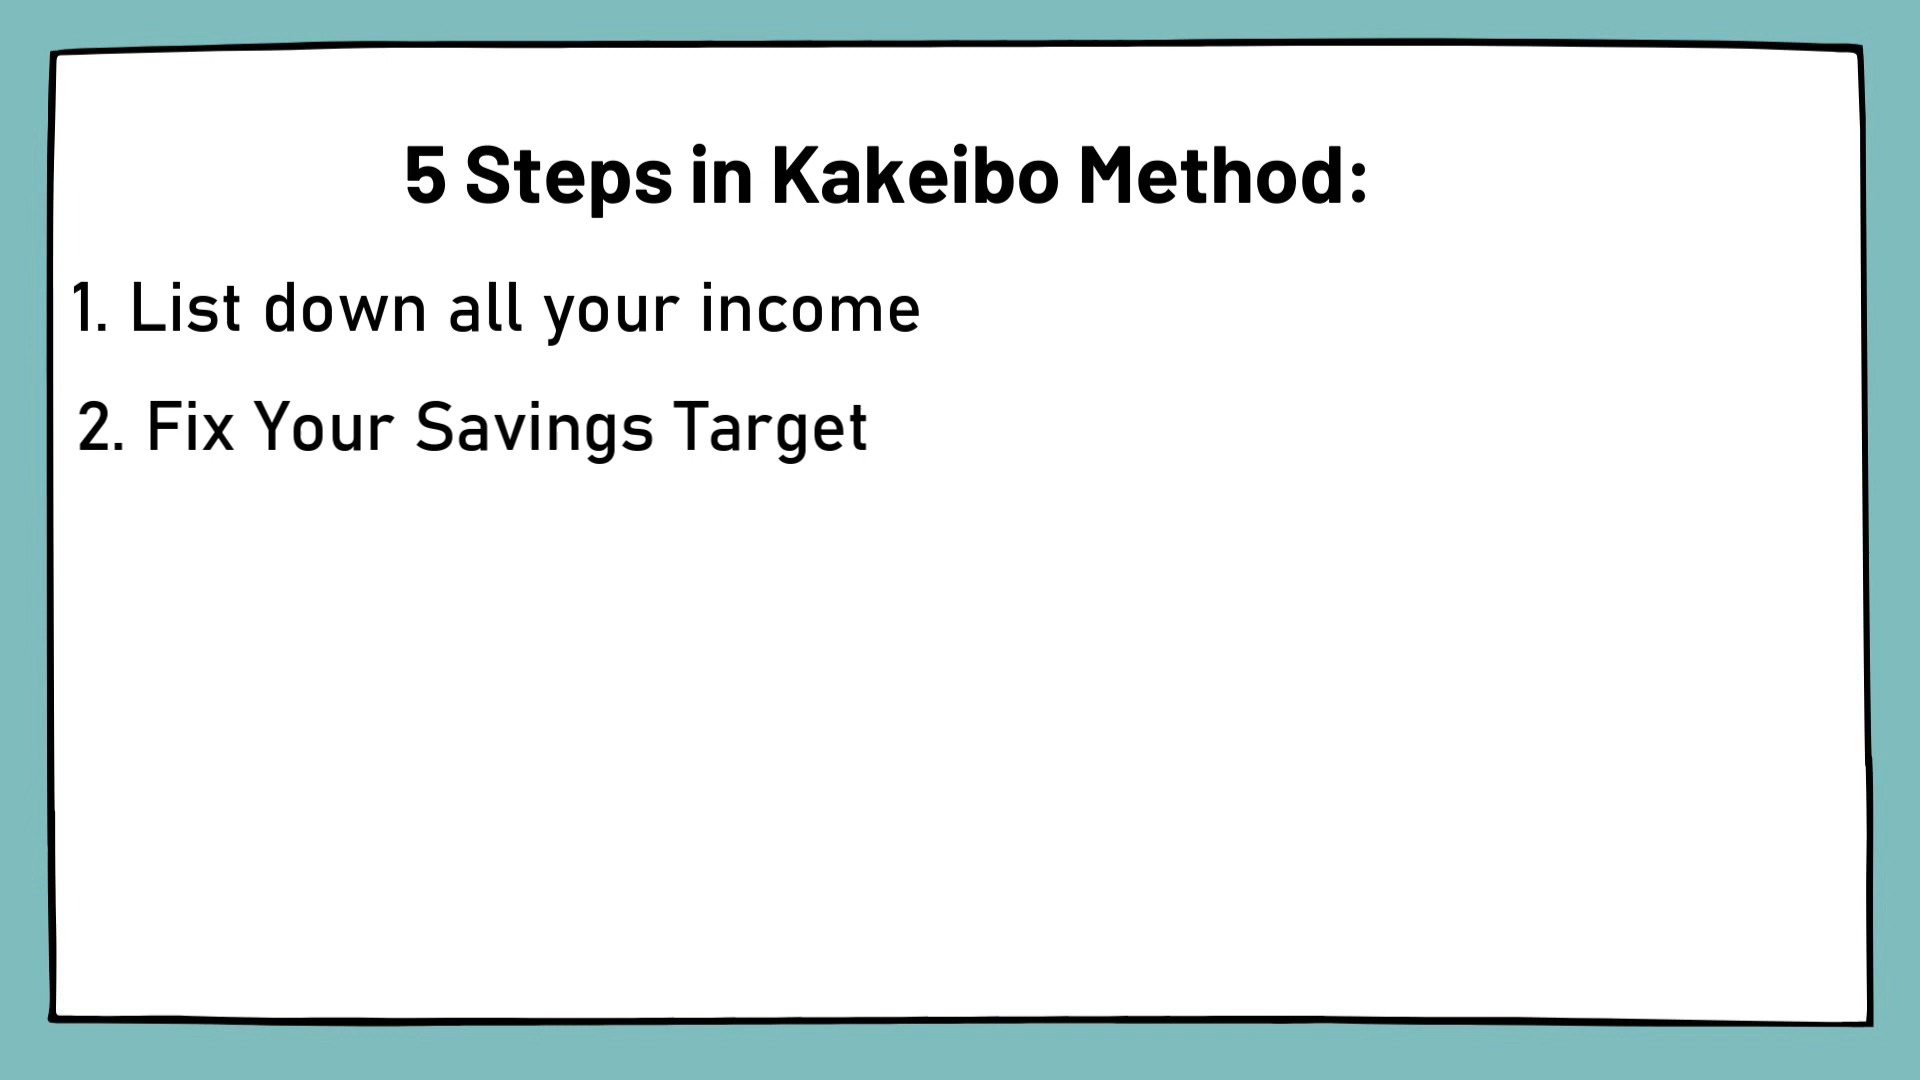 5 Steps in Kakeibo Method:
1. List down all your income
2. Fix Your Savings Target